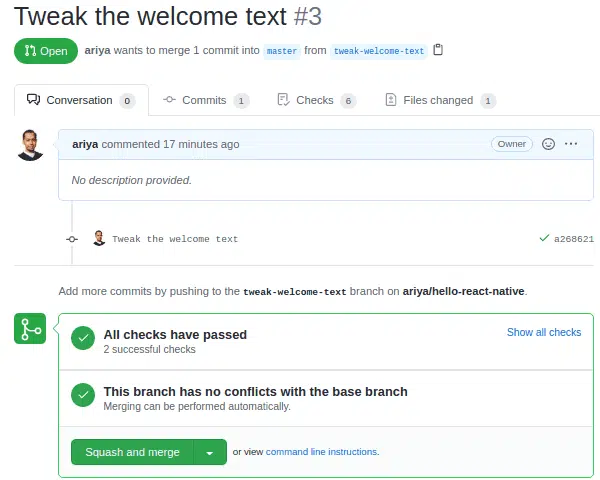 Tweak the welcome text #3
Open ariya wants to merge 1 commit into master from tweak-welcome-text
Conversation 0 Commits 1 Checks 6 Files changed 1
ariya commented 17 minutes ago Owner
No description provided.
Tweak the welcome text a268621
Add more commits by pushing to the tweak-welcome-text branch on ariya/hello-react-native.
All checks have passed Show all checks
2 successful checks
This branch has no conflicts with the base branch
Merging can be performed automatically.
Squash and merge or view command line instructions.